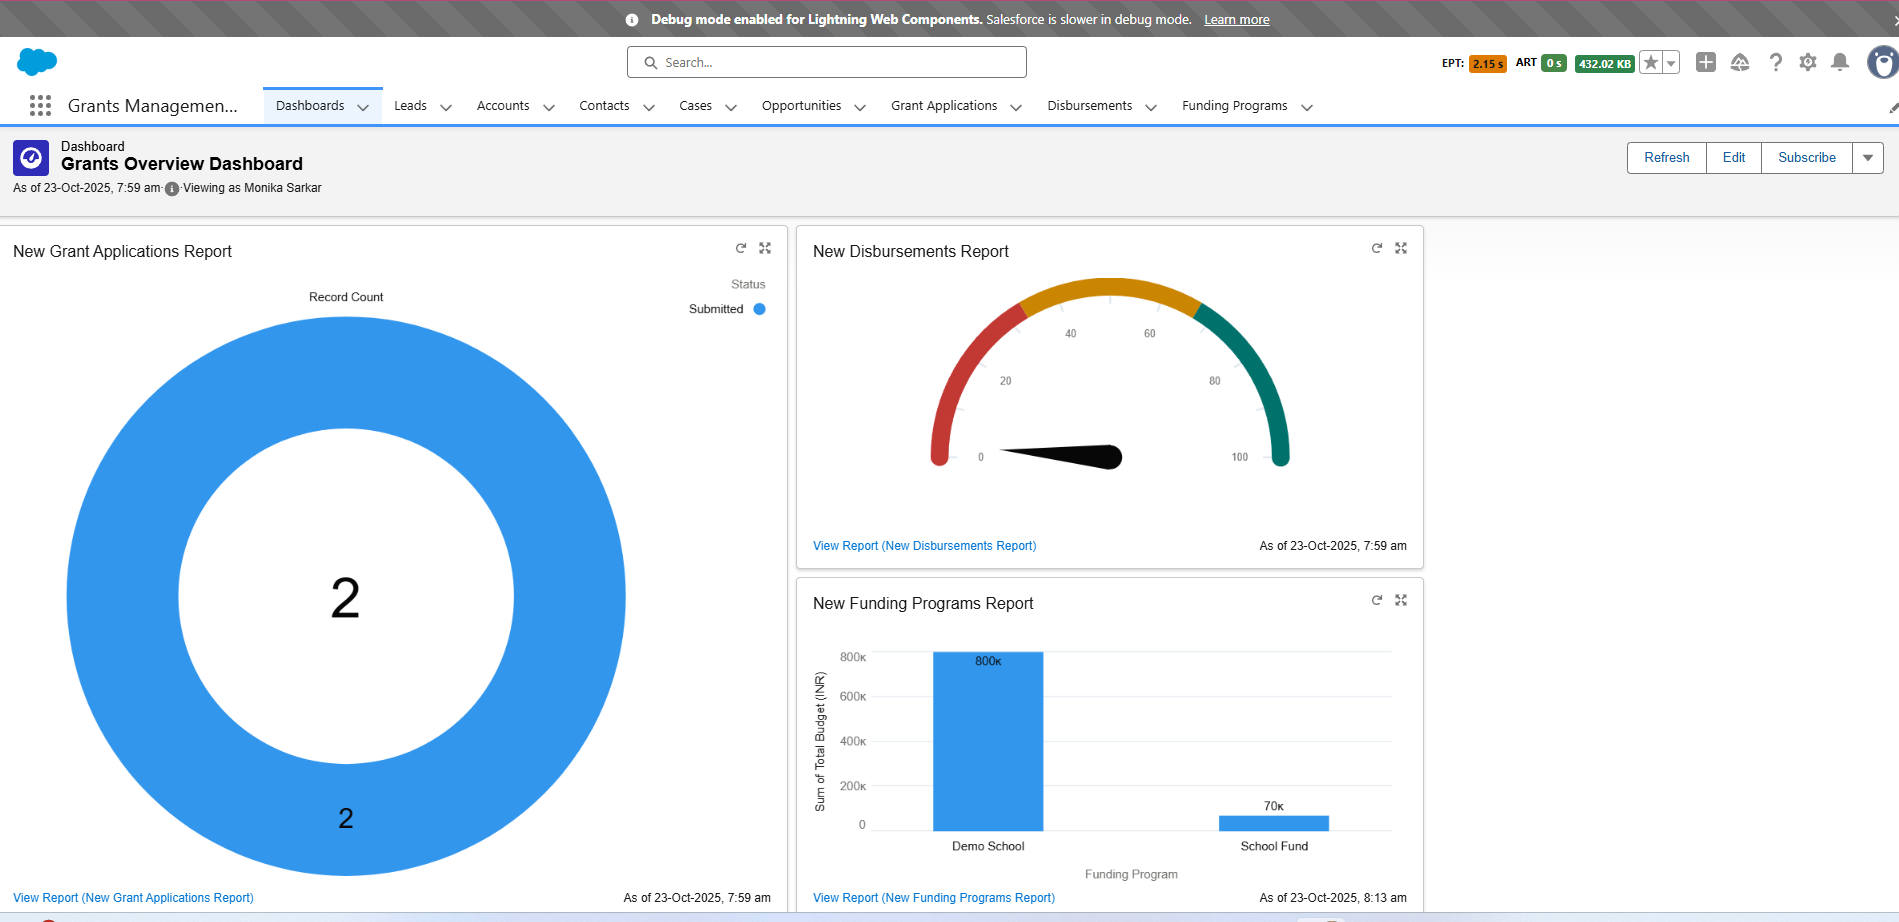 Debug mode enabled for Lightning Web Components. Salesforce is slower in debug mode. Learn more
Search...
EPT: 2.15 s ART 0 s 432.02 KB
Grants Managemen... Dashboards Leads Accounts Contacts Cases Opportunities Grant Applications Disbursements Funding Programs
Dashboard
Grants Overview Dashboard
As of 23-Oct-2025, 7:59 am·Viewing as Monika Sarkar
Refresh Edit Subscribe
New Grant Applications Report
Status
Submitted
Record Count
2
2
View Report (New Grant Applications Report)
As of 23-Oct-2025, 7:59 am
New Disbursements Report
0
20
40
60
80
100
View Report (New Disbursements Report)
As of 23-Oct-2025, 7:59 am
New Funding Programs Report
Sum of Total Budget (INR)
800K
600K
400K
200K
0
800K
70K
Demo School
School Fund
Funding Program
View Report (New Funding Programs Report)
As of 23-Oct-2025, 8:13 am